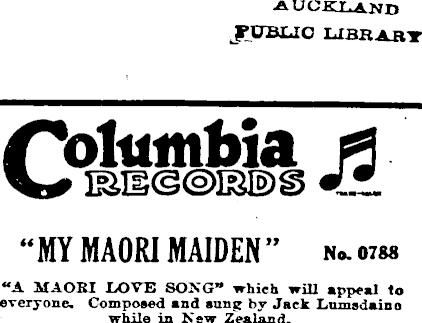 AUCKLAND
PUBLIC LIBRARY
Columbia
RECORDS
"MY MAORI MAIDEN" No. 0788
"A MAORI LOVE SONG" which will appeal to
everyone. Composed and sung by Jack Lumsdaine
while in New Zealand.